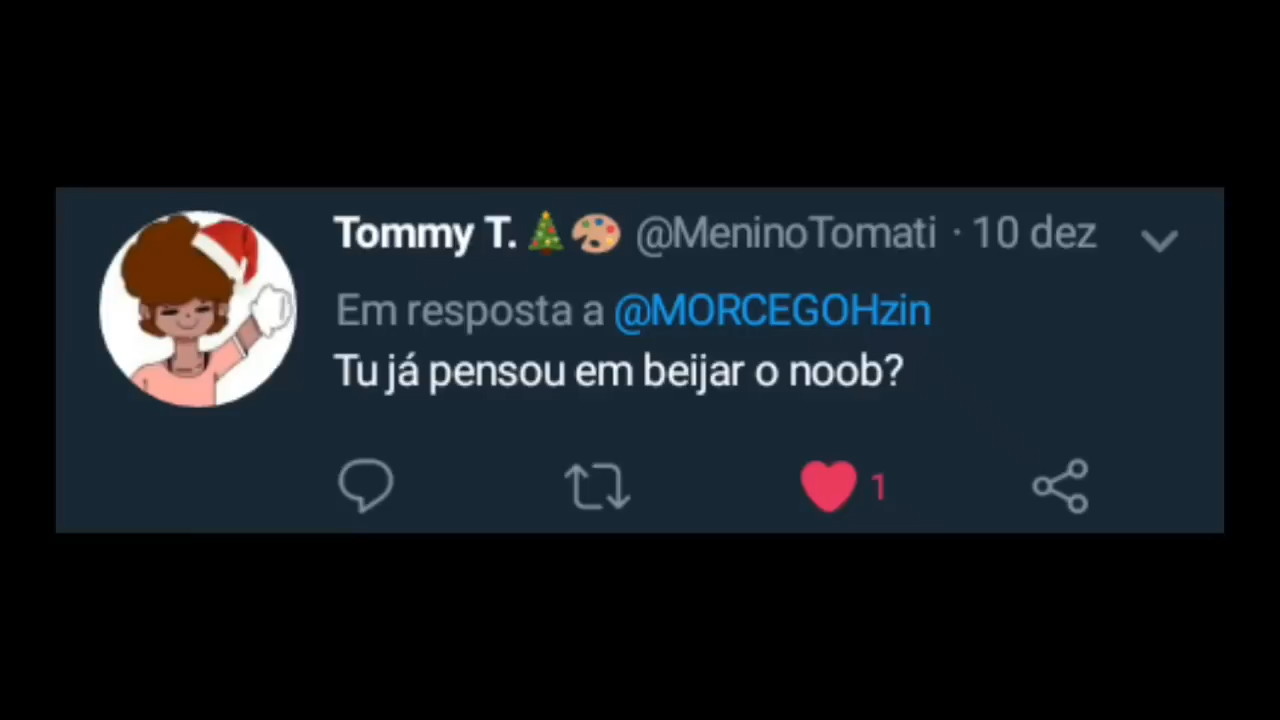 Tommy T.🎄🎨 @MeninoTomati · 10 dez
Em resposta a @MORCEGOHzin
Tu já pensou em beijar o noob?
1